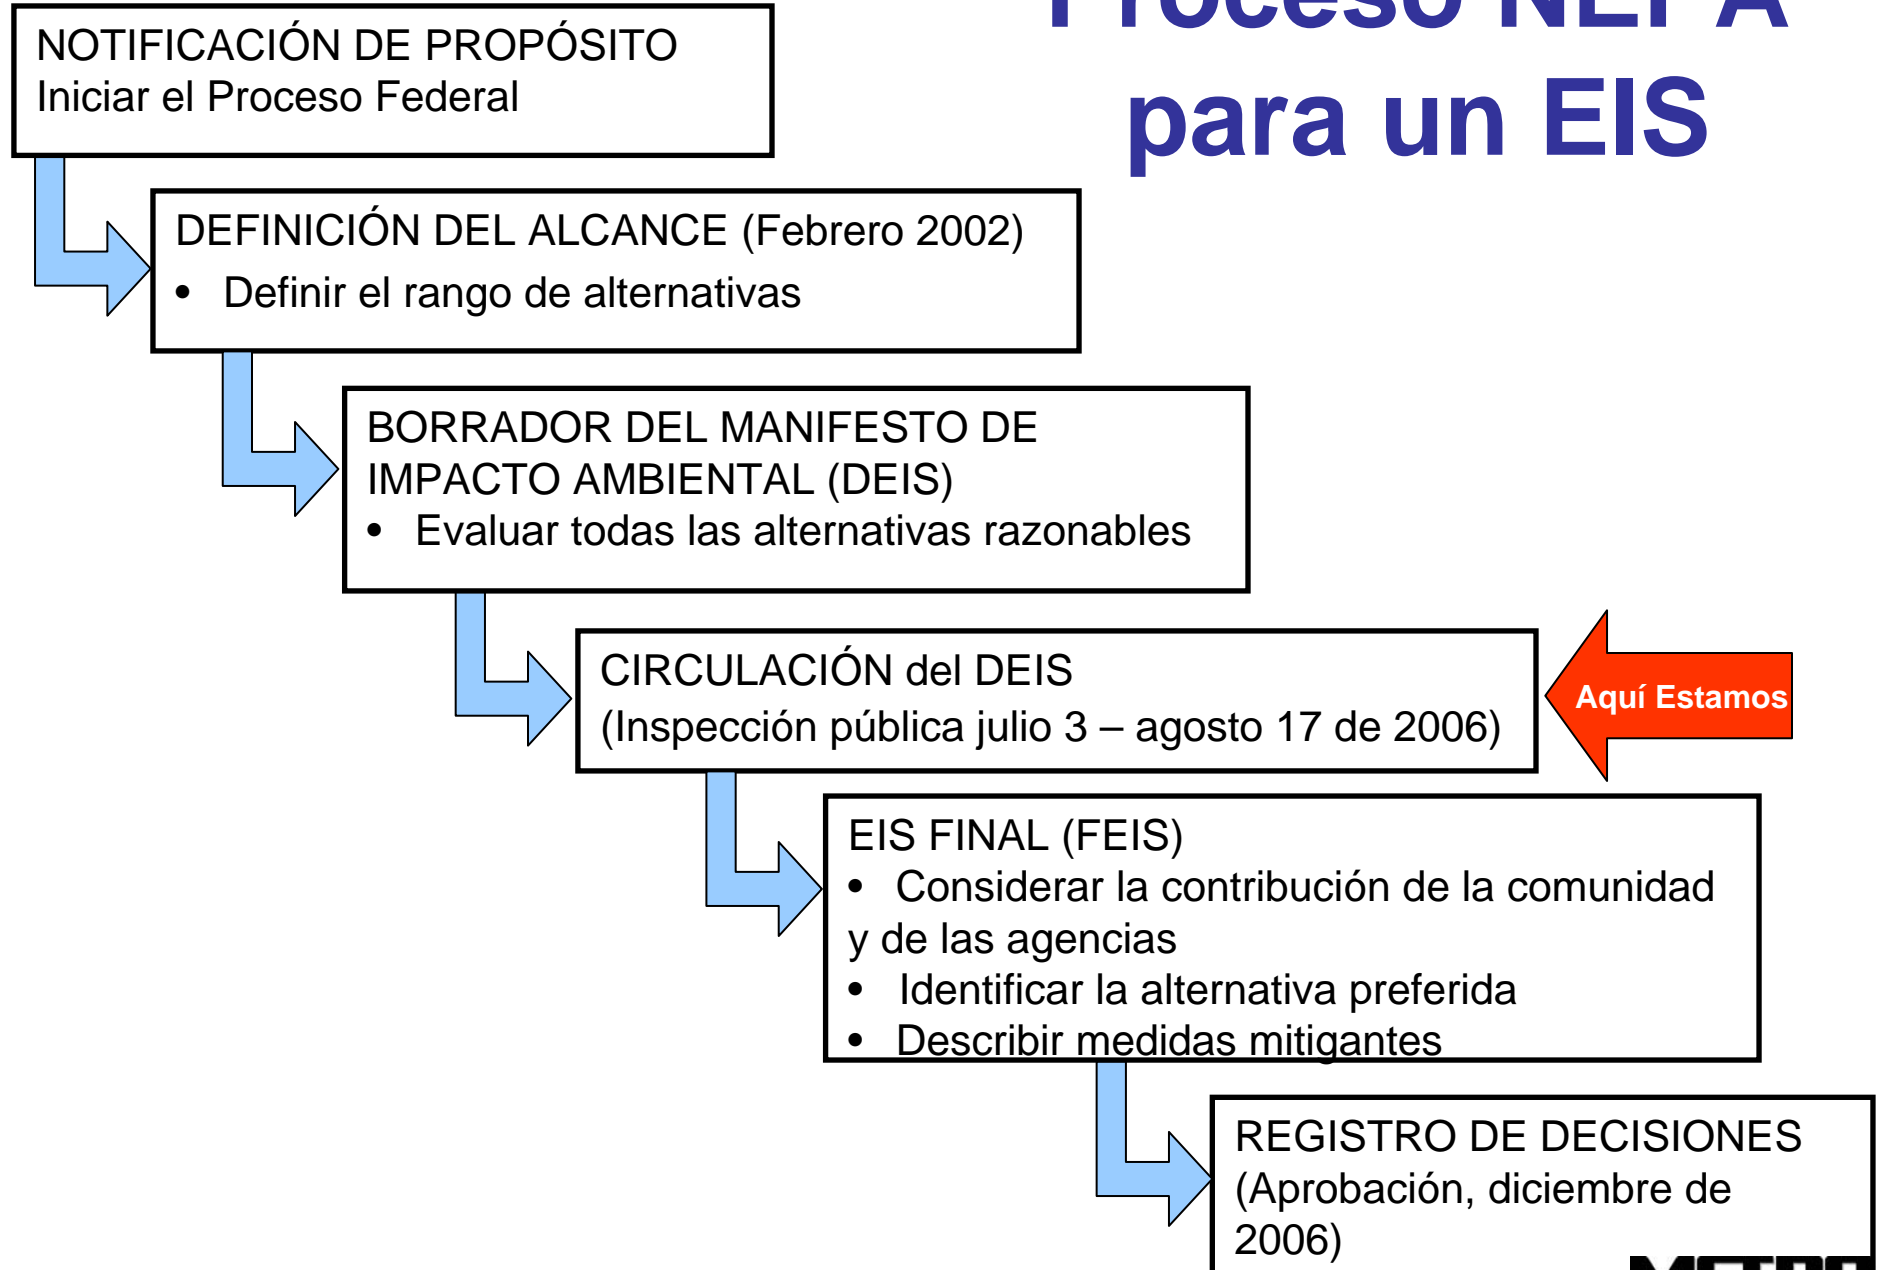 Proceso NEPA
para un EIS
NOTIFICACIÓN DE PROPÓSITO
Iniciar el Proceso Federal
DEFINICIÓN DEL ALCANCE (Febrero 2002)
• Definir el rango de alternativas
BORRADOR DEL MANIFESTO DE
IMPACTO AMBIENTAL (DEIS)
• Evaluar todas las alternativas razonables
CIRCULACIÓN del DEIS
(Inspección pública julio 3 – agosto 17 de 2006)
Aquí Estamos
EIS FINAL (FEIS)
• Considerar la contribución de la comunidad
y de las agencias
• Identificar la alternativa preferida
• Describir medidas mitigantes
REGISTRO DE DECISIONES
(Aprobación, diciembre de
2006)